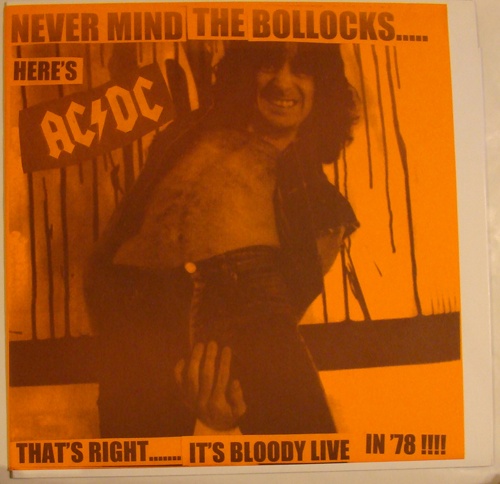 NEVER MIND THE BOLLOCKS.....
HERE'S
AC⚡DC
THAT'S RIGHT....... IT'S BLOODY LIVE IN '78 !!!!